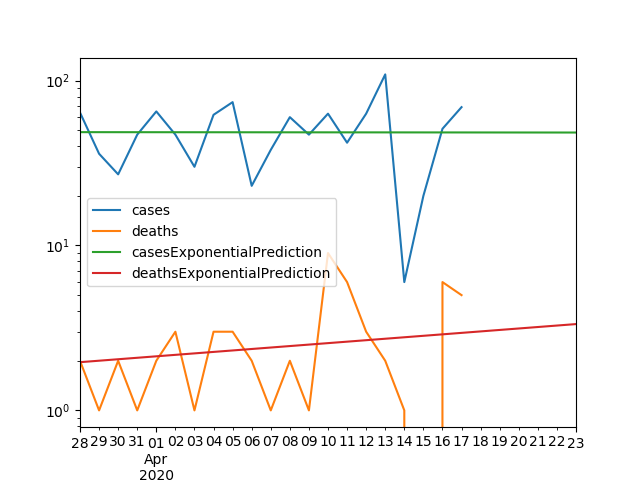 10²
10¹
10⁰
cases
deaths
casesExponentialPrediction
deathsExponentialPrediction
28 29 30 31 01 02 03 04 05 06 07 08 09 10 11 12 13 14 15 16 17 18 19 20 21 22 23
Apr
2020